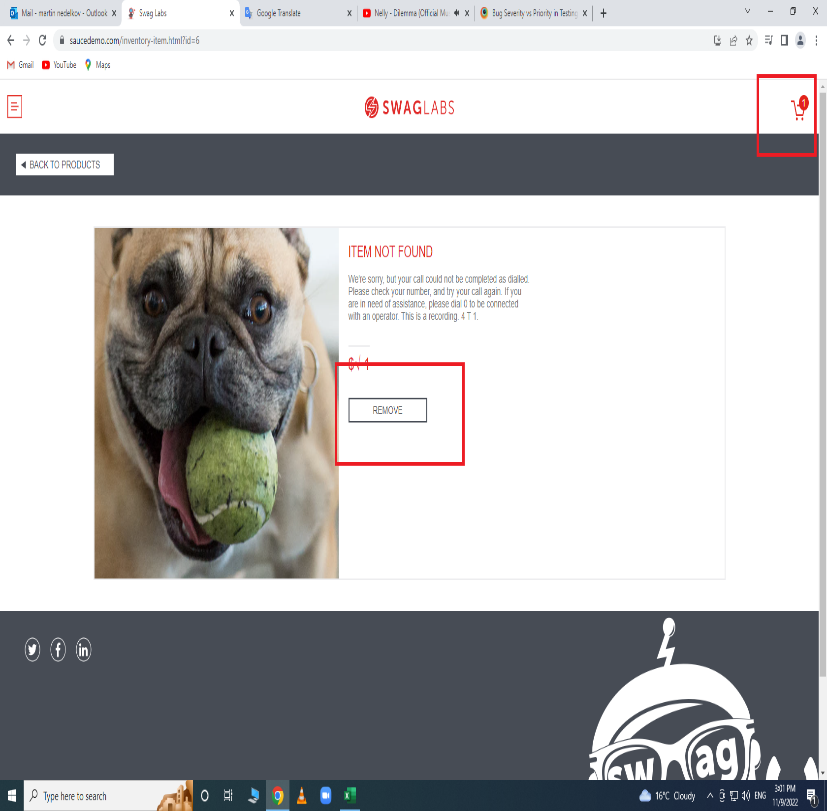 Mail - martin nedelkov - Outlook
Swag Labs
Google Translate
Nelly - Dilemma (Official Mu
Bug Severity vs Priority in Testing
saucedemo.com/inventory-item.html?id=6
Gmail
YouTube
Maps
SWAGLABS
1
BACK TO PRODUCTS
ITEM NOT FOUND
We're sorry, but your call could not be completed as dialled.
Please check your number, and try your call again. If you
are in need of assistance, please dial 0 to be connected
with an operator. This is a recording. 4 T 1.
$√-1
REMOVE
swag
Type here to search
16°C Cloudy
ENG
3:01 PM
11/9/2022
1